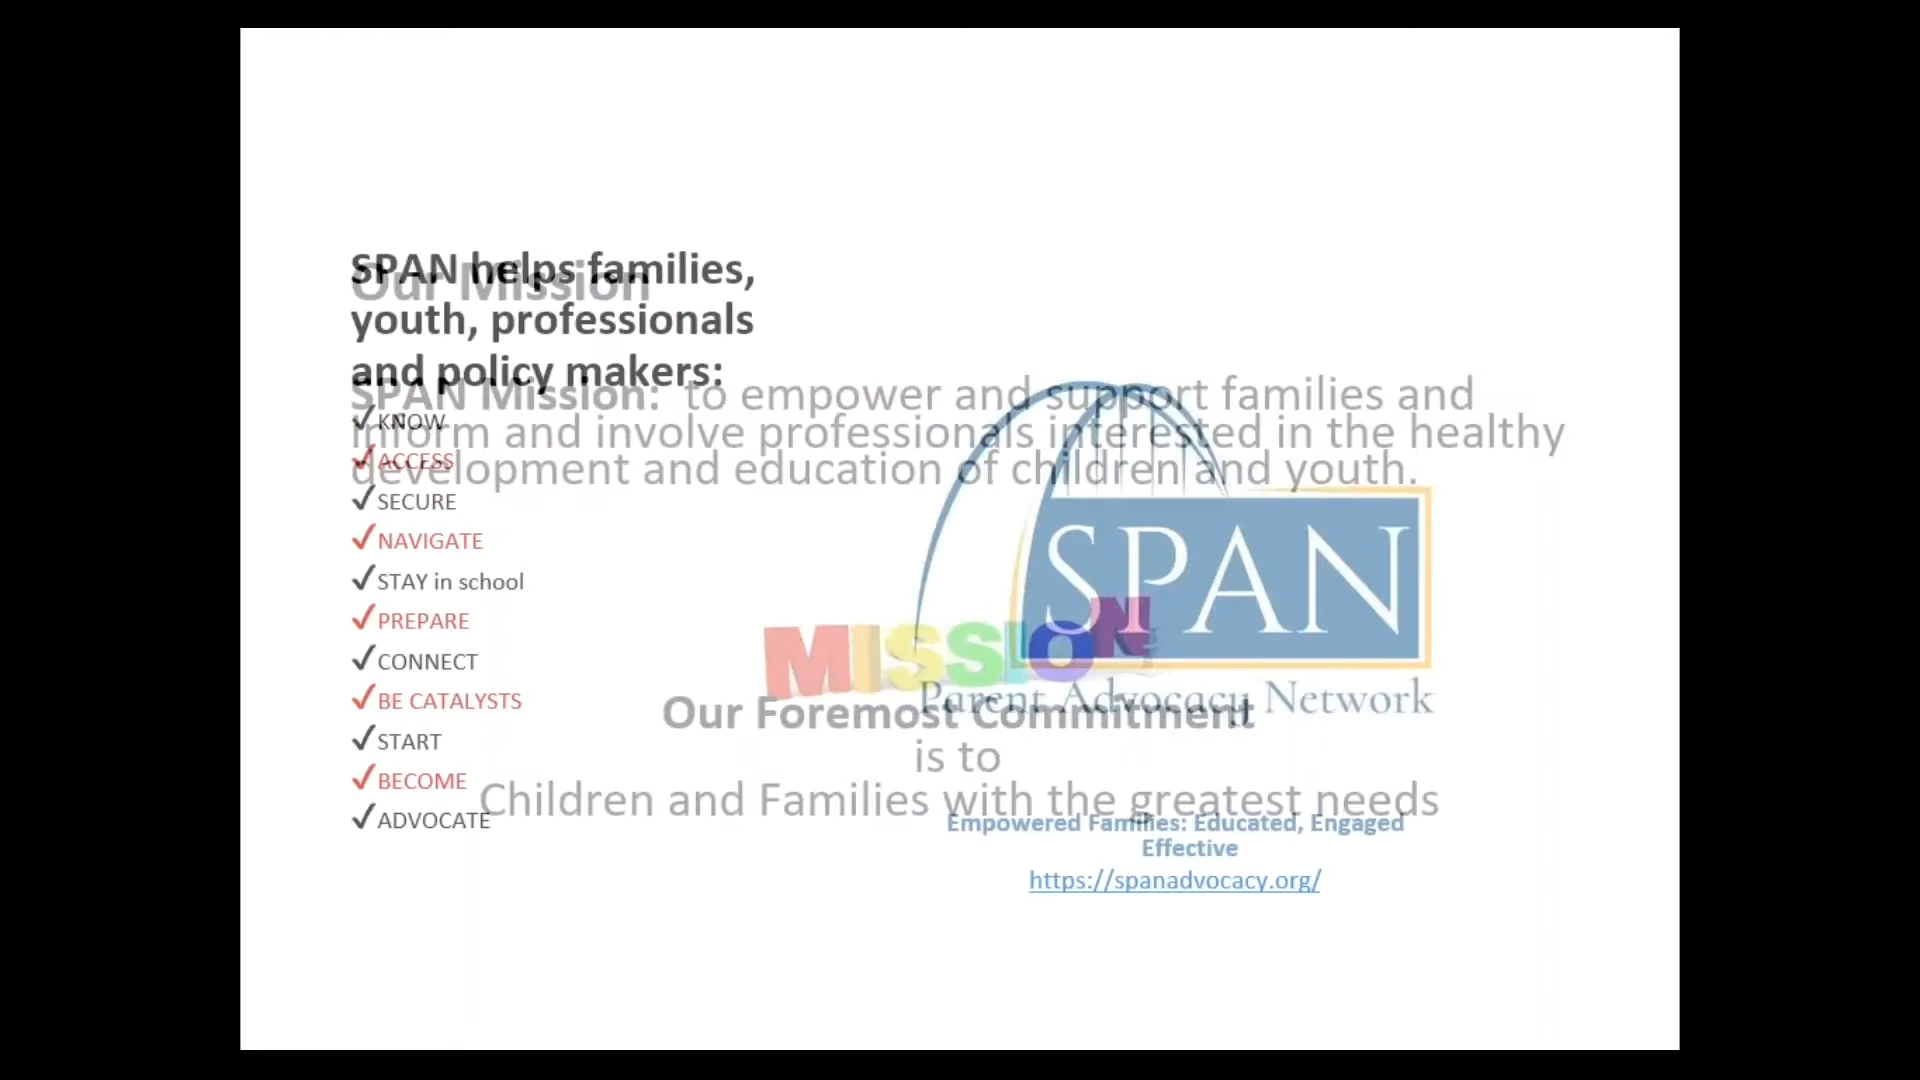 Our Mission
SPAN Mission: to empower and support families and
inform and involve professionals interested in the healthy
development and education of children and youth.
MISSION
Our Foremost Commitment
is to
Children and Families with the greatest needs
SPAN helps families,
youth, professionals
and policy makers:
✓KNOW
✓ACCESS
✓SECURE
✓NAVIGATE
✓STAY in school
✓PREPARE
✓CONNECT
✓BE CATALYSTS
✓START
✓BECOME
✓ADVOCATE
SPAN
Parent Advocacy Network
Empowered Families: Educated, Engaged
Effective
https://spanadvocacy.org/